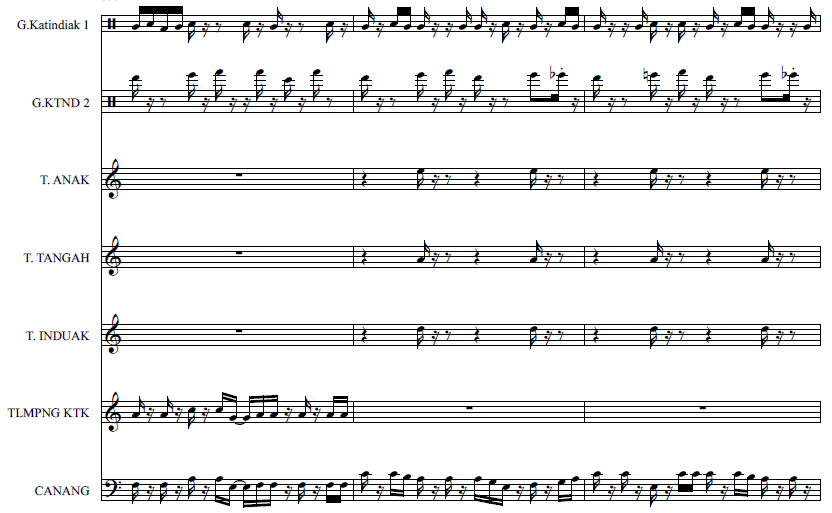 G.Katindiak 1
G.KTND 2
T. ANAK
T. TANGAH
T. INDUAK
TLMPNG KTK
CANANG